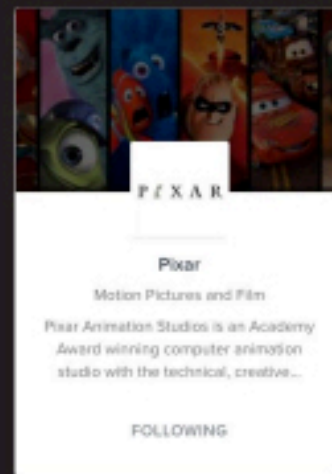 PIXAR
Pixar
Motion Pictures and Film
Pixar Animation Studios is an Academy
Award winning computer animation
studio with the technical, creative...
FOLLOWING